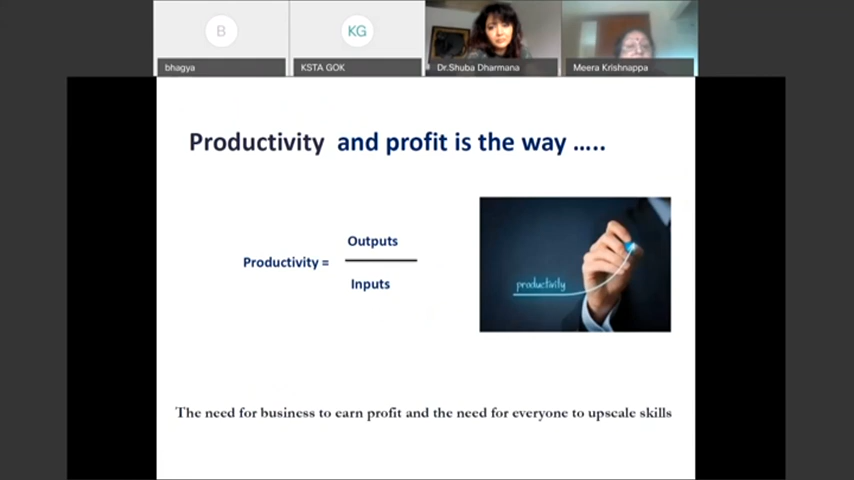 B
KG
bhagya
KSTA GOK
Dr.Shuba Dharmana
Meera Krishnappa
Productivity and profit is the way .....
Productivity =
Outputs
Inputs
productivity
The need for business to earn profit and the need for everyone to upscale skills